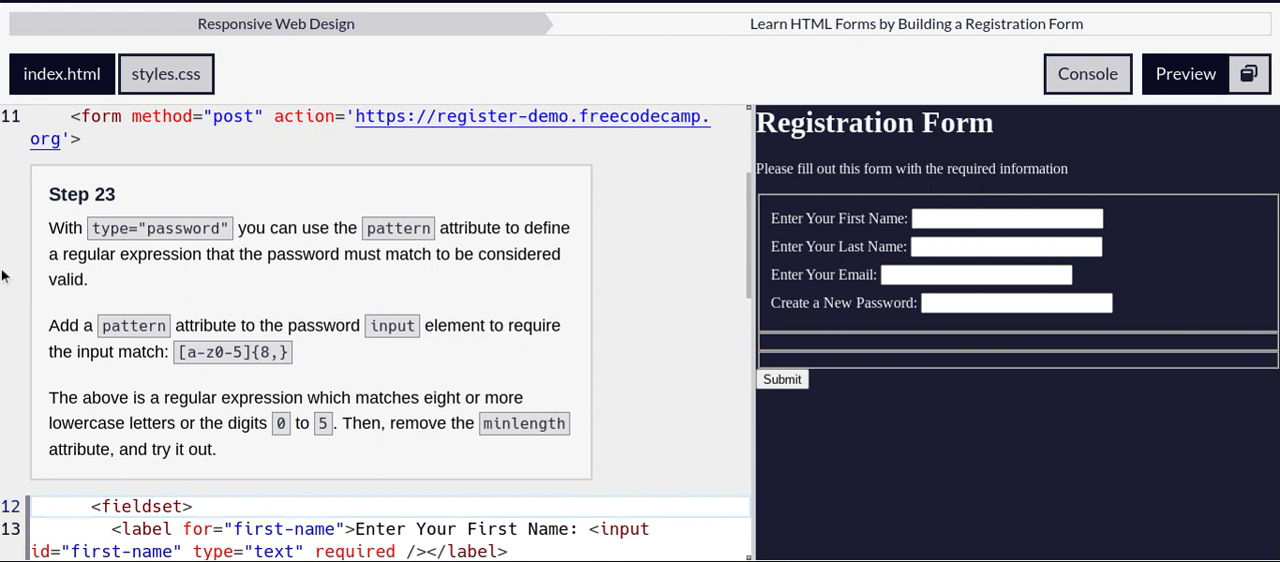 Responsive Web Design
Learn HTML Forms by Building a Registration Form
index.html
styles.css
Console
Preview
11 <form method="post" action='https://register-demo.freecodecamp.
org'>
Step 23
With type="password" you can use the pattern attribute to define
a regular expression that the password must match to be considered
valid.
Add a pattern attribute to the password input element to require
the input match: [a-z0-5]{8,}
The above is a regular expression which matches eight or more
lowercase letters or the digits 0 to 5. Then, remove the minlength
attribute, and try it out.
12 <fieldset>
13 <label for="first-name">Enter Your First Name: <input
id="first-name" type="text" required /></label>
Registration Form
Please fill out this form with the required information
Enter Your First Name:
Enter Your Last Name:
Enter Your Email:
Create a New Password:
Submit